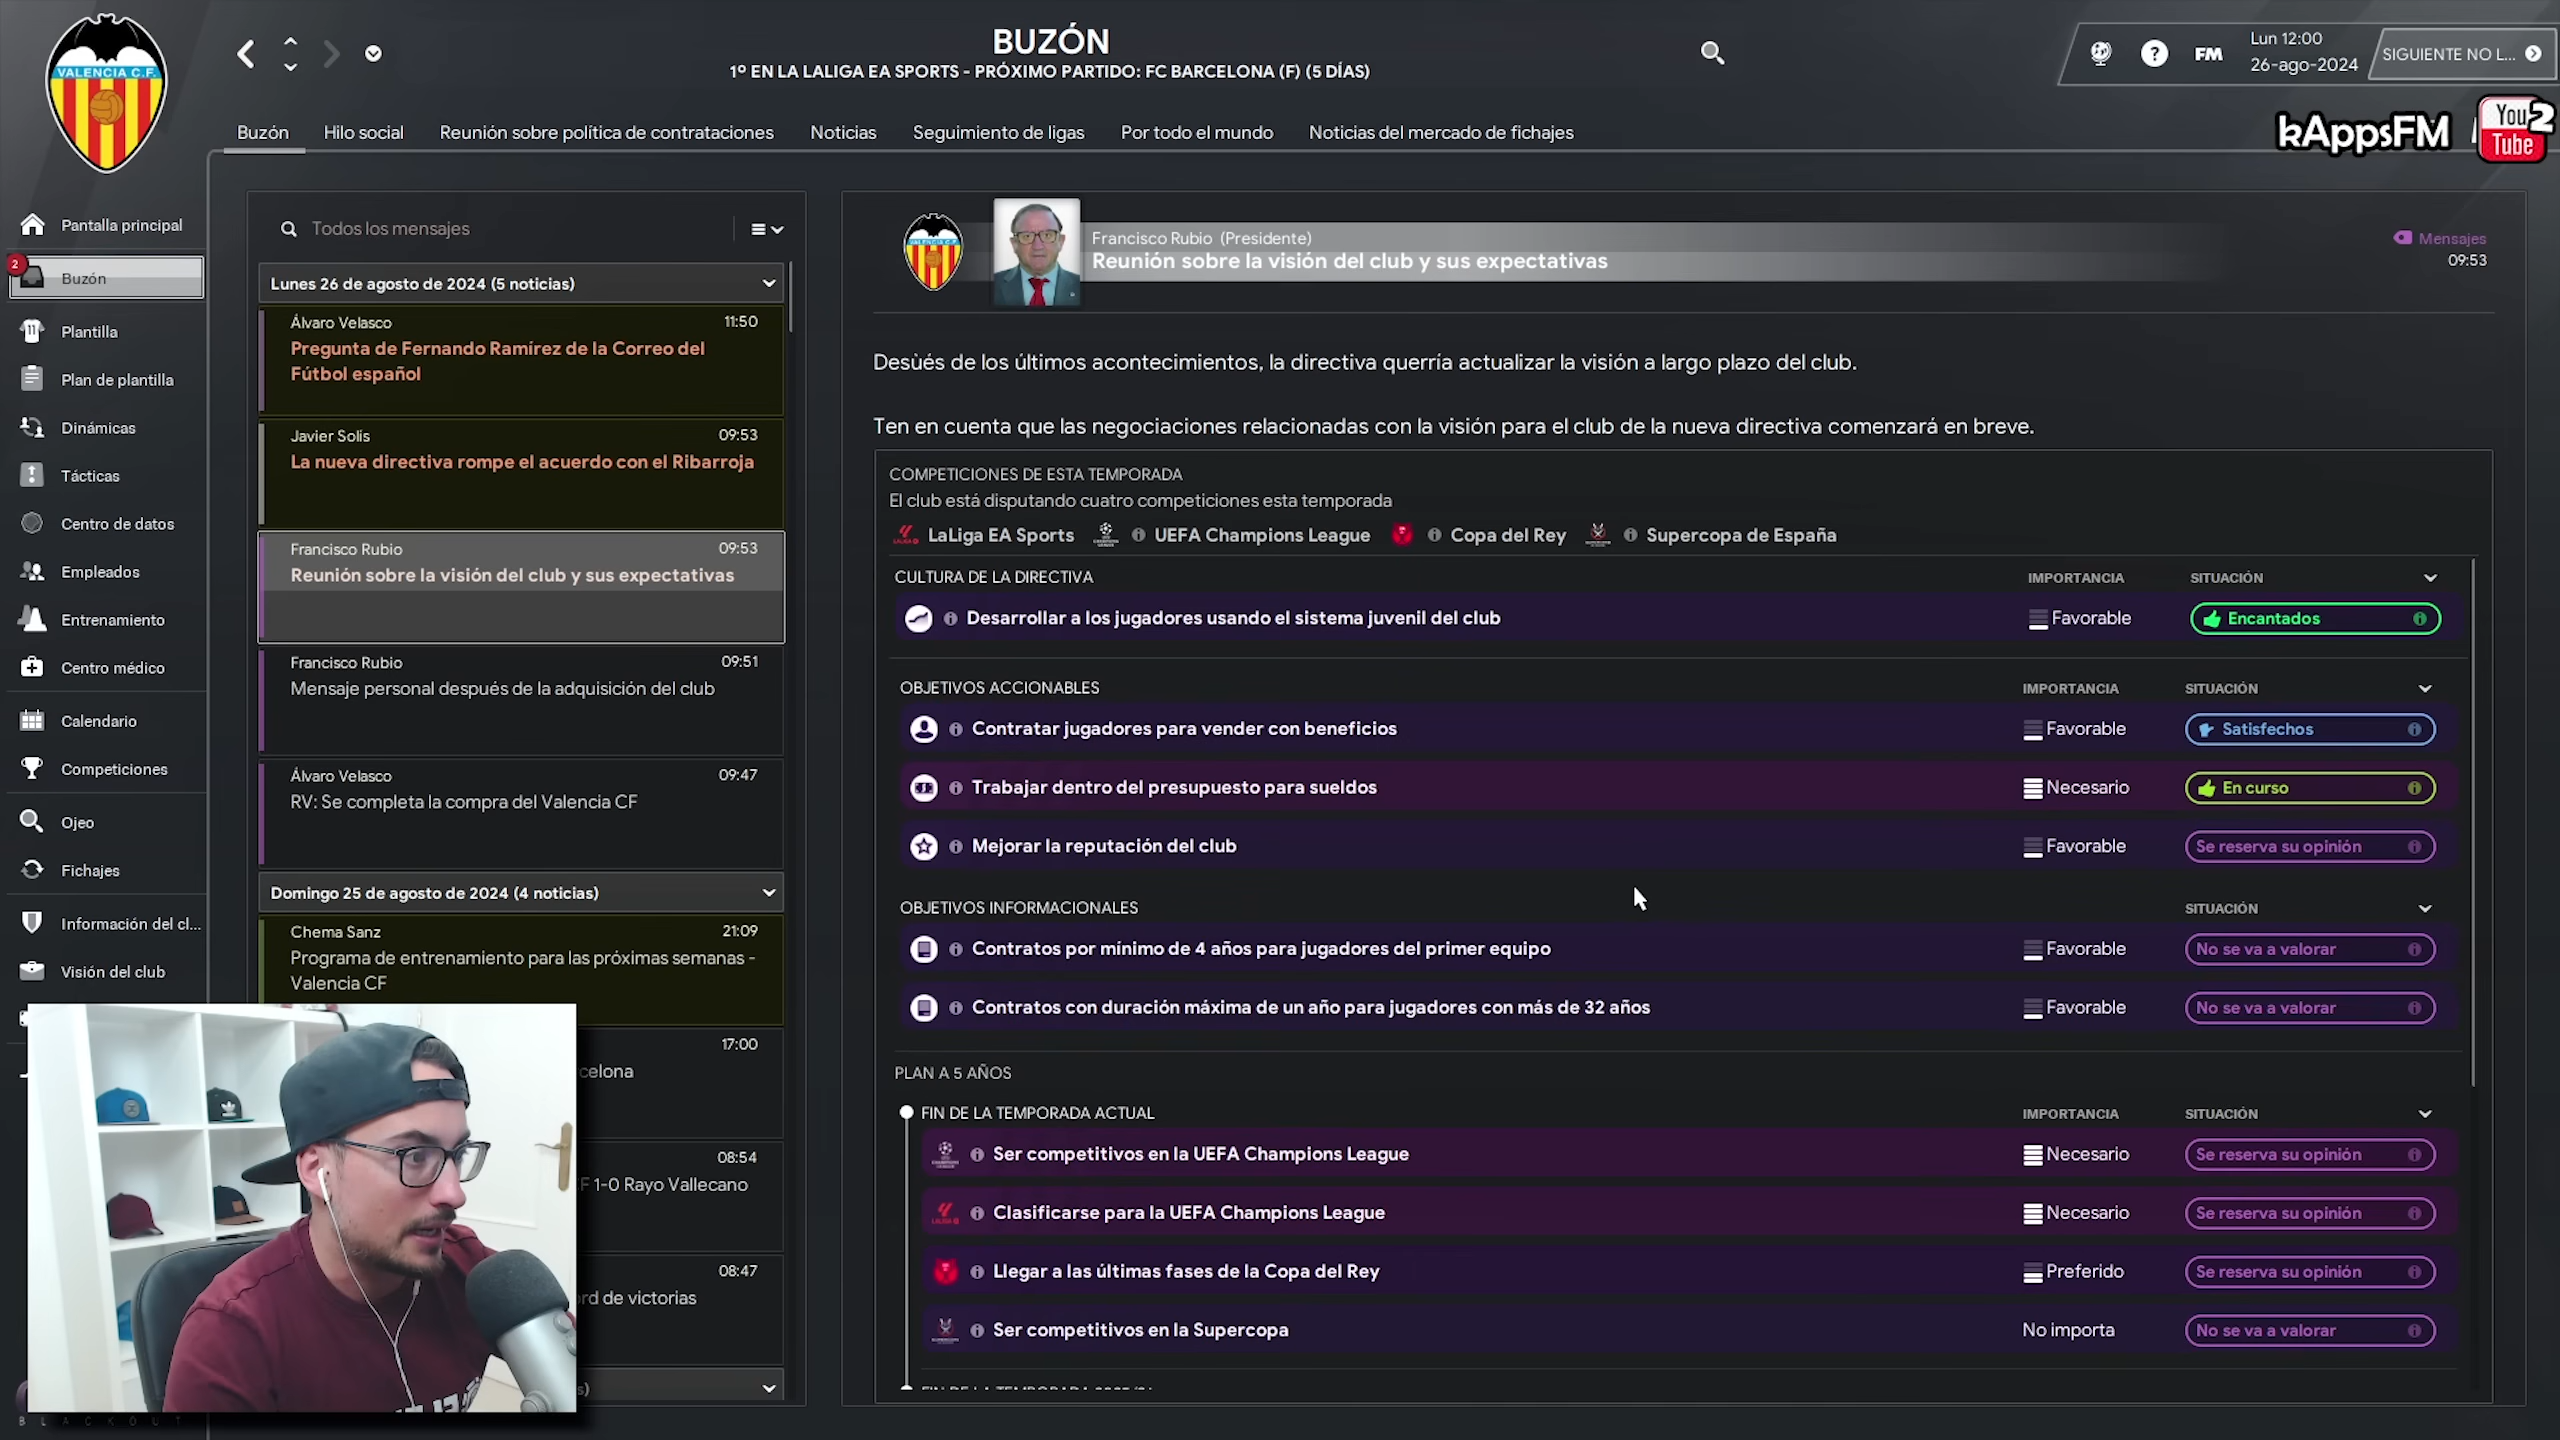 VALENCIA C.F.
BUZÓN
1º EN LA LALIGA EA SPORTS - PRÓXIMO PARTIDO: FC BARCELONA (F) (5 DÍAS)
FM
Lun 12:00
26-ago-2024
SIGUIENTE NO L...
kAppsFM
You2
Tube
Buzón
Hilo social
Reunión sobre política de contrataciones
Noticias
Seguimiento de ligas
Por todo el mundo
Noticias del mercado de fichajes
Pantalla principal
2
Buzón
Plantilla
Plan de plantilla
Dinámicas
Tácticas
Centro de datos
Empleados
Entrenamiento
Centro médico
Calendario
Competiciones
Ojeo
Fichajes
Información del cl...
Visión del club
BLACKOUT
Todos los mensajes
Lunes 26 de agosto de 2024 (5 noticias)
Álvaro Velasco 11:50
Pregunta de Fernando Ramírez de la Correo del
Fútbol español
Javier Solis 09:53
La nueva directiva rompe el acuerdo con el Ribarroja
Francisco Rubio 09:53
Reunión sobre la visión del club y sus expectativas
Francisco Rubio 09:51
Mensaje personal después de la adquisición del club
Álvaro Velasco 09:47
RV: Se completa la compra del Valencia CF
Domingo 25 de agosto de 2024 (4 noticias)
Chema Sanz 21:09
Programa de entrenamiento para las próximas semanas -
Valencia CF
17:00
celona
08:54
F 1-0 Rayo Vallecano
08:47
rd de victorias
s)
Francisco Rubio (Presidente)
Reunión sobre la visión del club y sus expectativas
Mensajes
09:53
Desùés de los últimos acontecimientos, la directiva querría actualizar la visión a largo plazo del club.
Ten en cuenta que las negociaciones relacionadas con la visión para el club de la nueva directiva comenzará en breve.
COMPETICIONES DE ESTA TEMPORADA
El club está disputando cuatro competiciones esta temporada
LaLiga EA Sports UEFA Champions League Copa del Rey Supercopa de España
CULTURA DE LA DIRECTIVA IMPORTANCIA SITUACIÓN
Desarrollar a los jugadores usando el sistema juvenil del club Favorable Encantados
OBJETIVOS ACCIONABLES IMPORTANCIA SITUACIÓN
Contratar jugadores para vender con beneficios Favorable Satisfechos
Trabajar dentro del presupuesto para sueldos Necesario En curso
Mejorar la reputación del club Favorable Se reserva su opinión
OBJETIVOS INFORMACIONALES SITUACIÓN
Contratos por mínimo de 4 años para jugadores del primer equipo Favorable No se va a valorar
Contratos con duración máxima de un año para jugadores con más de 32 años Favorable No se va a valorar
PLAN A 5 AÑOS
FIN DE LA TEMPORADA ACTUAL IMPORTANCIA SITUACIÓN
Ser competitivos en la UEFA Champions League Necesario Se reserva su opinión
Clasificarse para la UEFA Champions League Necesario Se reserva su opinión
Llegar a las últimas fases de la Copa del Rey Preferido Se reserva su opinión
Ser competitivos en la Supercopa No importa No se va a valorar
FIN DE LA TEMPORADA